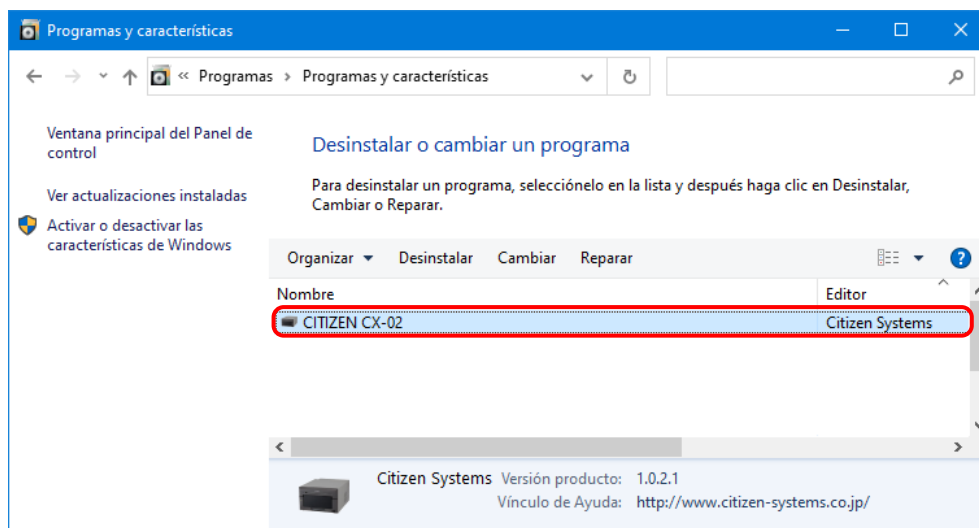 Programas y características
« Programas › Programas y características
Ventana principal del Panel de
control
Ver actualizaciones instaladas
Activar o desactivar las
características de Windows
Desinstalar o cambiar un programa
Para desinstalar un programa, selecciónelo en la lista y después haga clic en Desinstalar,
Cambiar o Reparar.
Organizar Desinstalar Cambiar Reparar
Nombre Editor
CITIZEN CX-02 Citizen Systems
Citizen Systems Versión producto: 1.0.2.1
Vínculo de Ayuda: http://www.citizen-systems.co.jp/